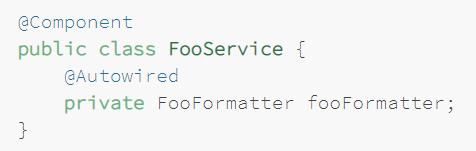 @Component
public class FooService {
    @Autowired
    private FooFormatter fooFormatter;
}